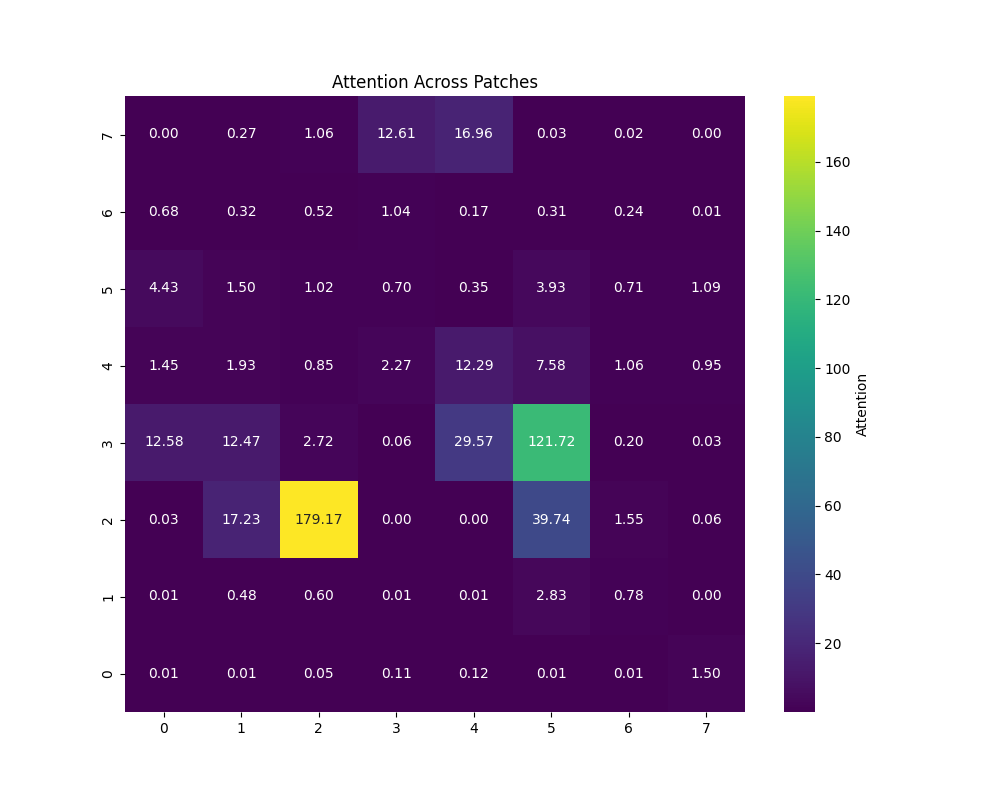 Attention Across Patches
7 0.00 0.27 1.06 12.61 16.96 0.03 0.02 0.00
6 0.68 0.32 0.52 1.04 0.17 0.31 0.24 0.01
5 4.43 1.50 1.02 0.70 0.35 3.93 0.71 1.09
4 1.45 1.93 0.85 2.27 12.29 7.58 1.06 0.95
3 12.58 12.47 2.72 0.06 29.57 121.72 0.20 0.03
2 0.03 17.23 179.17 0.00 0.00 39.74 1.55 0.06
1 0.01 0.48 0.60 0.01 0.01 2.83 0.78 0.00
0 0.01 0.01 0.05 0.11 0.12 0.01 0.01 1.50
0 1 2 3 4 5 6 7
160
140
120
100
80
60
40
20
Attention